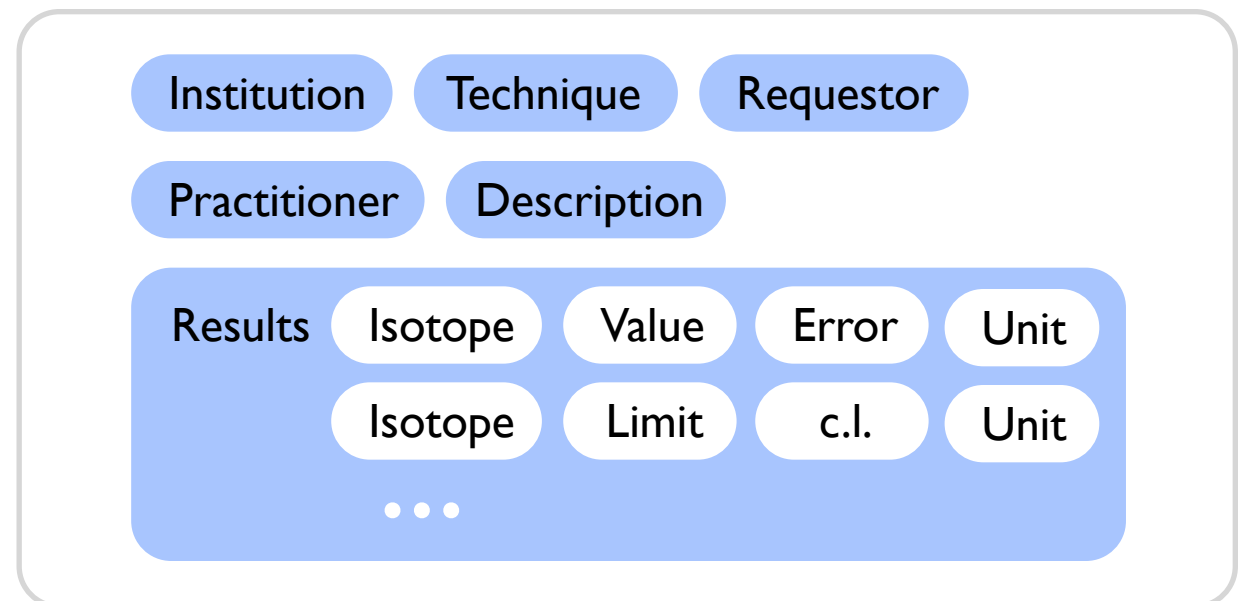 Institution Technique Requestor
Practitioner Description
Results Isotope Value Error Unit
Isotope Limit c.l. Unit
...